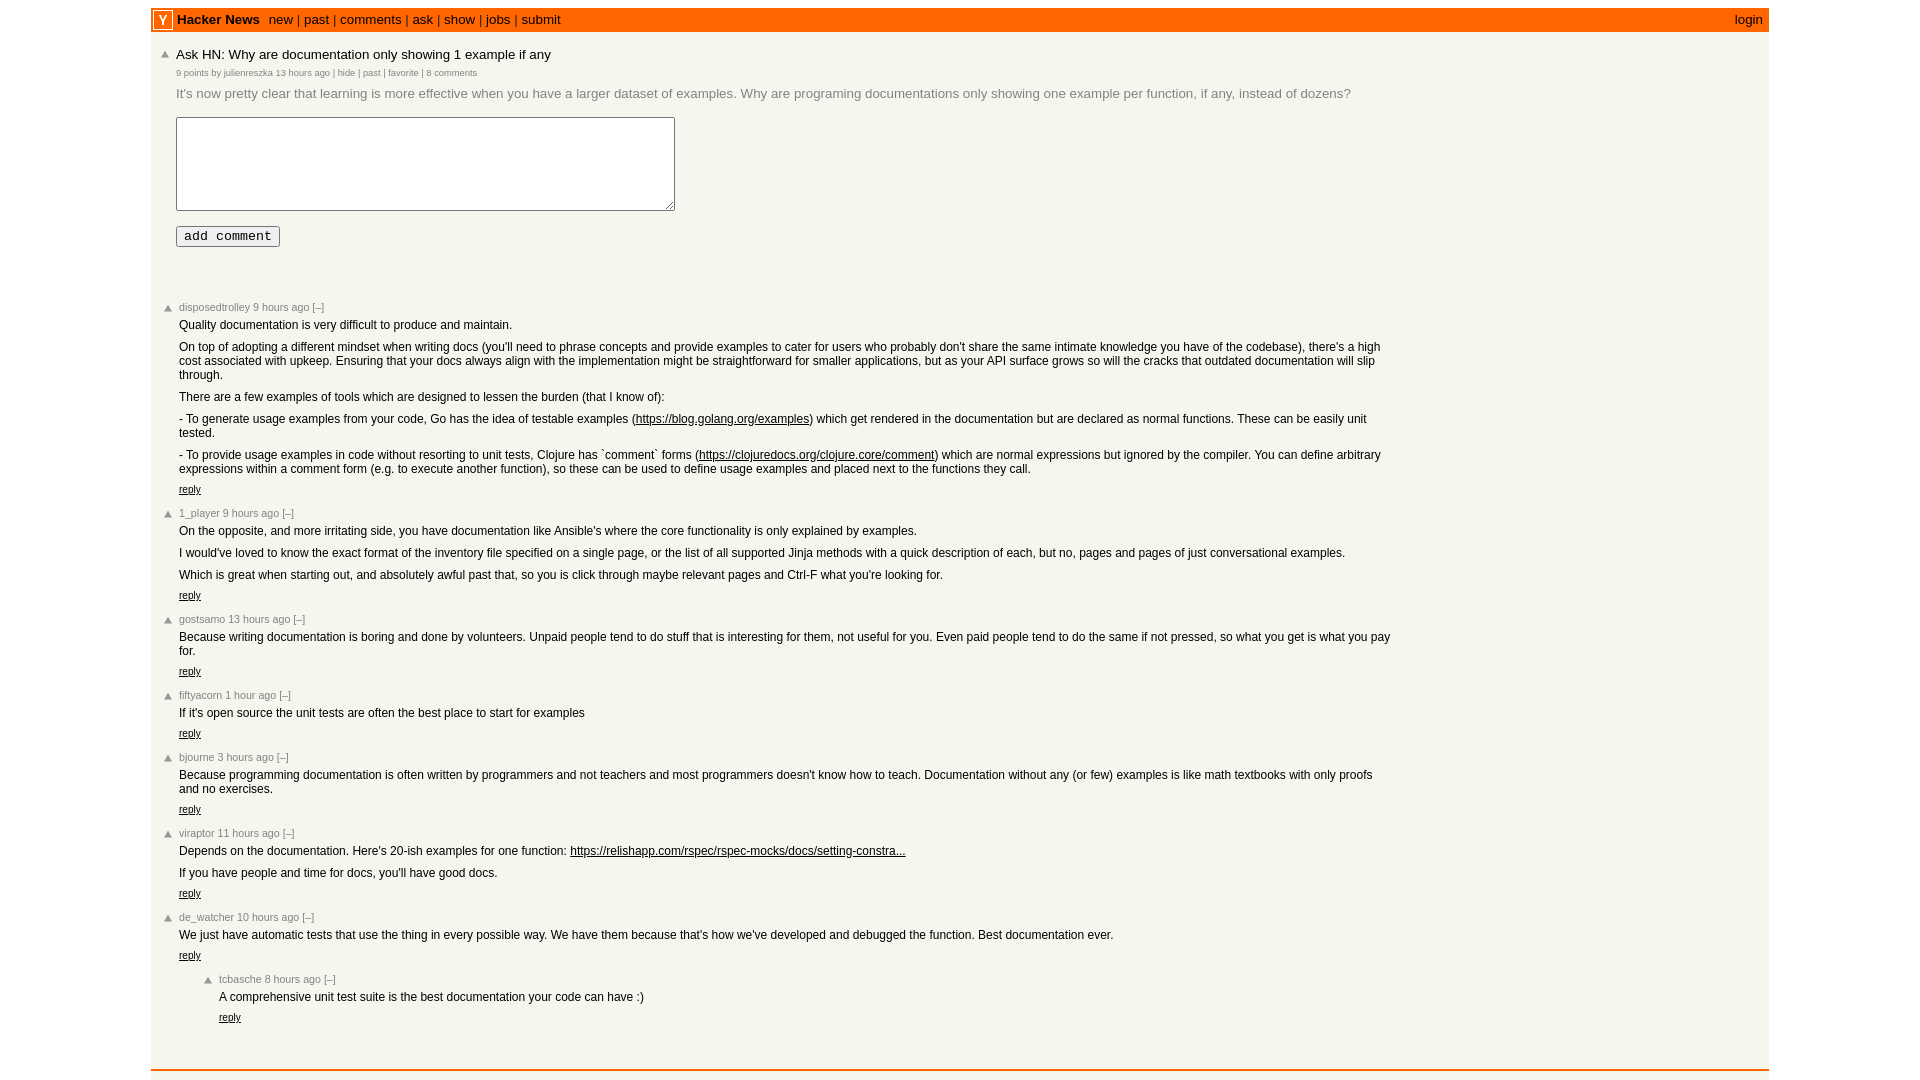 Y Hacker News new | past | comments | ask | show | jobs | submit login
Ask HN: Why are documentation only showing 1 example if any
9 points by julienreszka 13 hours ago | hide | past | favorite | 8 comments
It's now pretty clear that learning is more effective when you have a larger dataset of examples. Why are programing documentations only showing one example per function, if any, instead of dozens?
add comment
disposedtrolley 9 hours ago [–]
Quality documentation is very difficult to produce and maintain.
On top of adopting a different mindset when writing docs (you'll need to phrase concepts and provide examples to cater for users who probably don't share the same intimate knowledge you have of the codebase), there's a high
cost associated with upkeep. Ensuring that your docs always align with the implementation might be straightforward for smaller applications, but as your API surface grows so will the cracks that outdated documentation will slip
through.
There are a few examples of tools which are designed to lessen the burden (that I know of):
- To generate usage examples from your code, Go has the idea of testable examples (https://blog.golang.org/examples) which get rendered in the documentation but are declared as normal functions. These can be easily unit
tested.
- To provide usage examples in code without resorting to unit tests, Clojure has `comment` forms (https://clojuredocs.org/clojure.core/comment) which are normal expressions but ignored by the compiler. You can define arbitrary
expressions within a comment form (e.g. to execute another function), so these can be used to define usage examples and placed next to the functions they call.
reply
1_player 9 hours ago [–]
On the opposite, and more irritating side, you have documentation like Ansible's where the core functionality is only explained by examples.
I would've loved to know the exact format of the inventory file specified on a single page, or the list of all supported Jinja methods with a quick description of each, but no, pages and pages of just conversational examples.
Which is great when starting out, and absolutely awful past that, so you is click through maybe relevant pages and Ctrl-F what you're looking for.
reply
gostsamo 13 hours ago [–]
Because writing documentation is boring and done by volunteers. Unpaid people tend to do stuff that is interesting for them, not useful for you. Even paid people tend to do the same if not pressed, so what you get is what you pay
for.
reply
fiftyacorn 1 hour ago [–]
If it's open source the unit tests are often the best place to start for examples
reply
bjourne 3 hours ago [–]
Because programming documentation is often written by programmers and not teachers and most programmers doesn't know how to teach. Documentation without any (or few) examples is like math textbooks with only proofs
and no exercises.
reply
viraptor 11 hours ago [–]
Depends on the documentation. Here's 20-ish examples for one function: https://relishapp.com/rspec/rspec-mocks/docs/setting-constra...
If you have people and time for docs, you'll have good docs.
reply
de_watcher 10 hours ago [–]
We just have automatic tests that use the thing in every possible way. We have them because that's how we've developed and debugged the function. Best documentation ever.
reply
tcbasche 8 hours ago [–]
A comprehensive unit test suite is the best documentation your code can have :)
reply